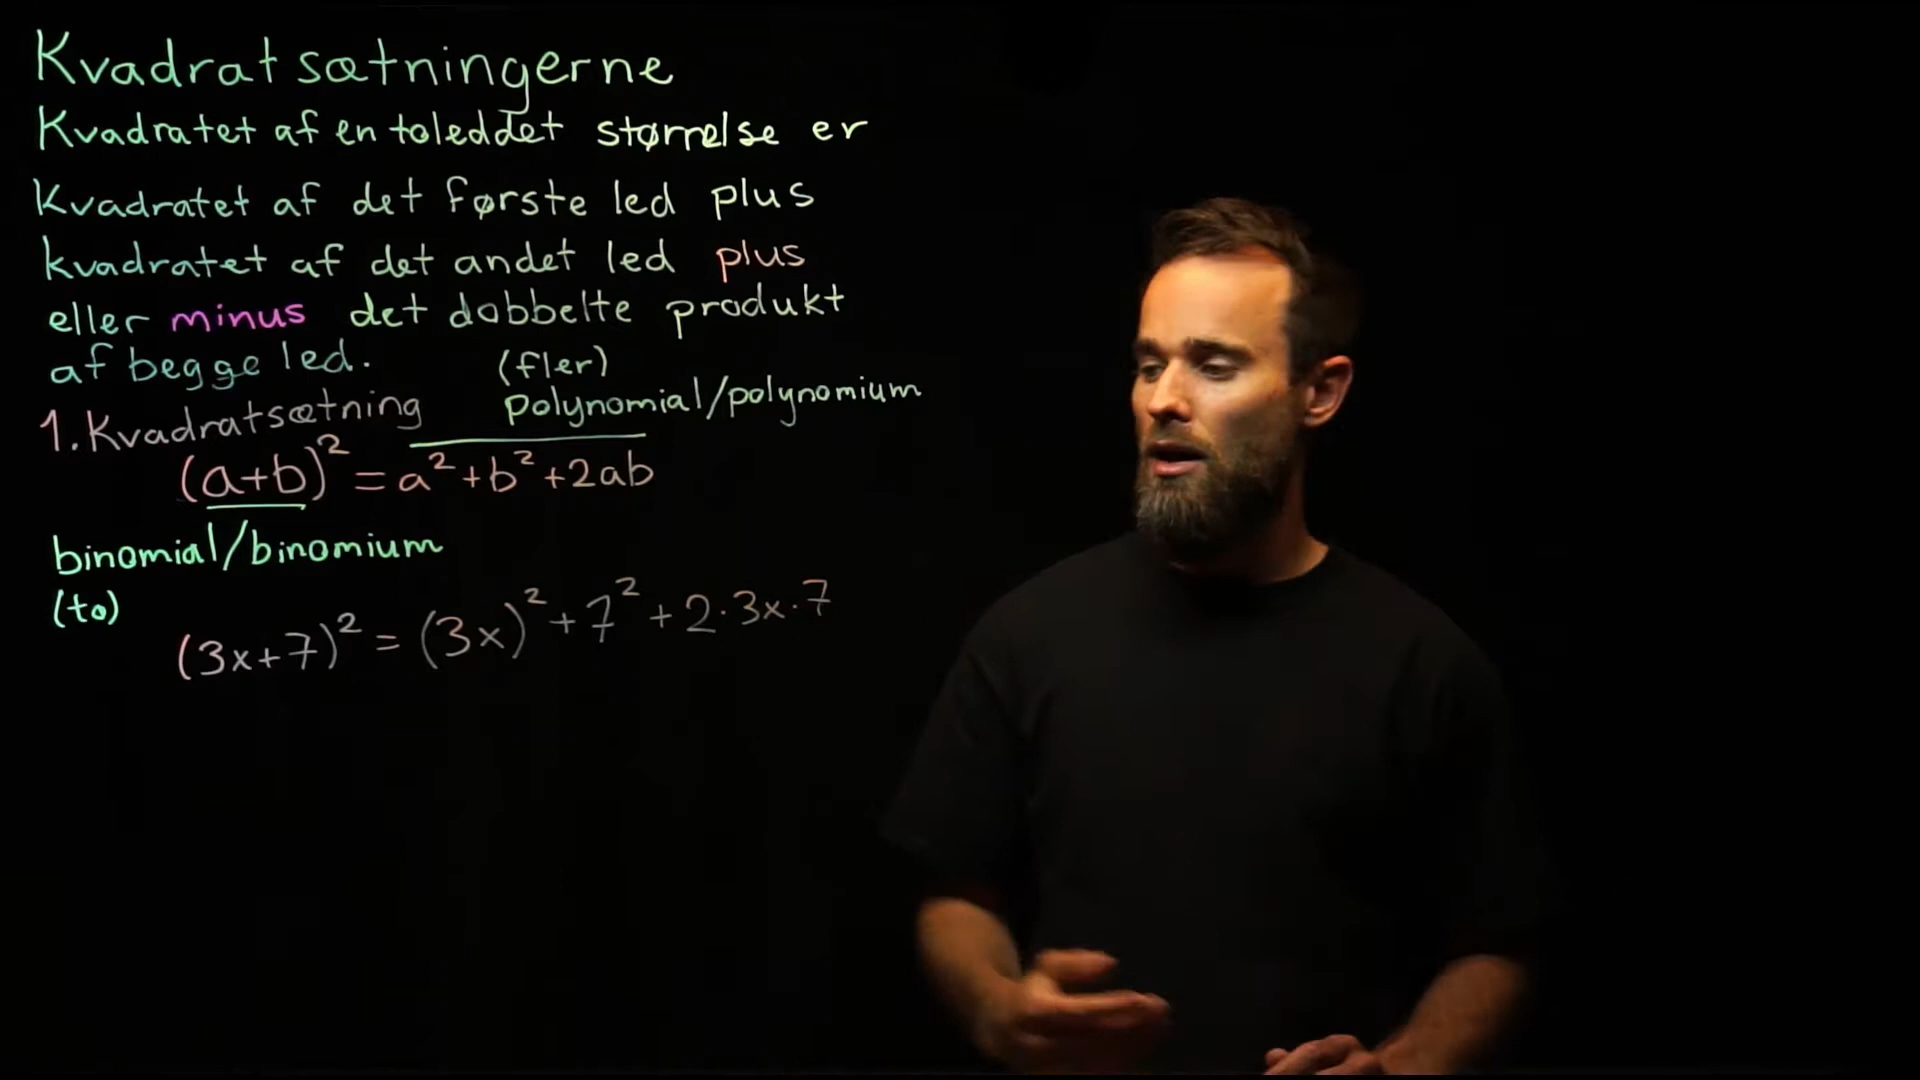 Kvadratsætningerne
Kvadratet af en toleddet størrelse er
Kvadratet af det første led plus
kvadratet af det andet led plus
eller minus det dobbelte produkt
af begge led.
(fler)
polynomial/polynomium
1. Kvadratsætning
(a+b)² = a²+b²+2ab
binomial/binomium
(to)
(3x+7)² = (3x)²+7²+2·3x·7